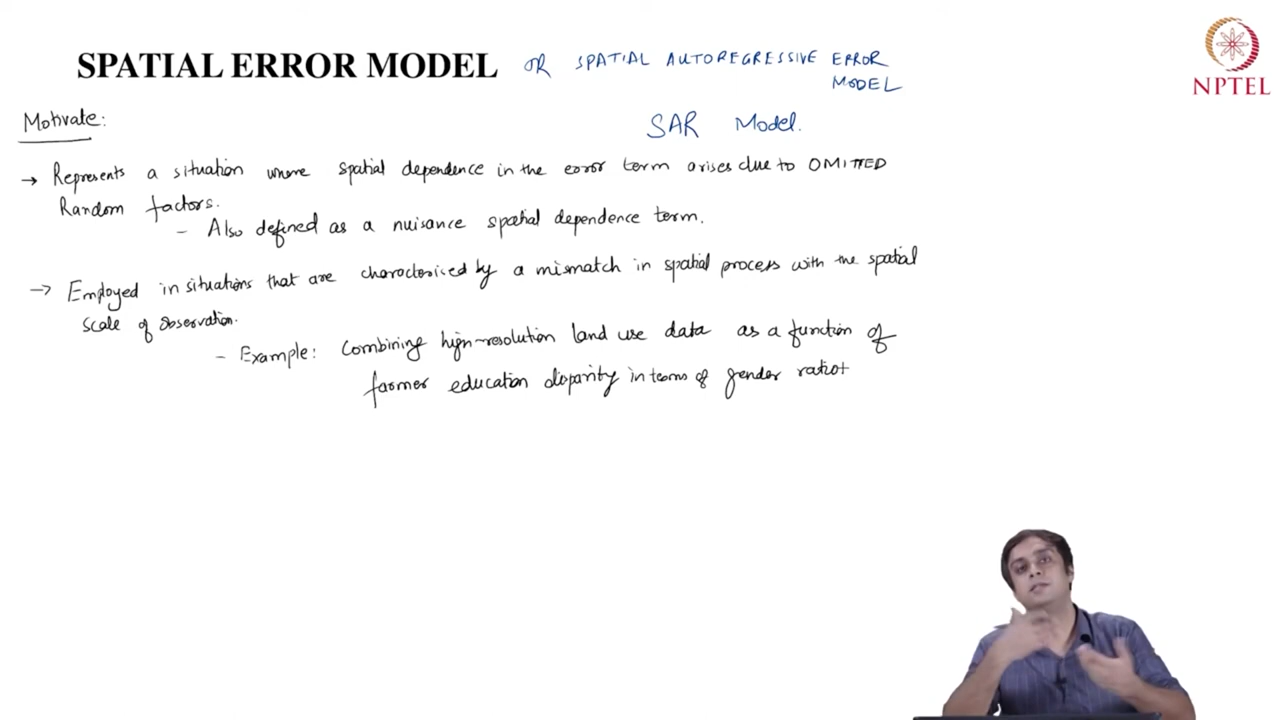 SPATIAL ERROR MODEL OR SPATIAL AUTOREGRESSIVE ERROR
MODEL
NPTEL
SAR Model.
Motivate:
→ Represents a situation where spatial dependence in the error term arises due to OMITTED
Random factors.
- Also defined as a nuisance spatial dependence term.
→ Employed in situations that are characterised by a mismatch in spatial process with the spatial
scale of observation.
- Example: Combining high-resolution land use data as a function of
farmer education disparity in terms of gender ratio